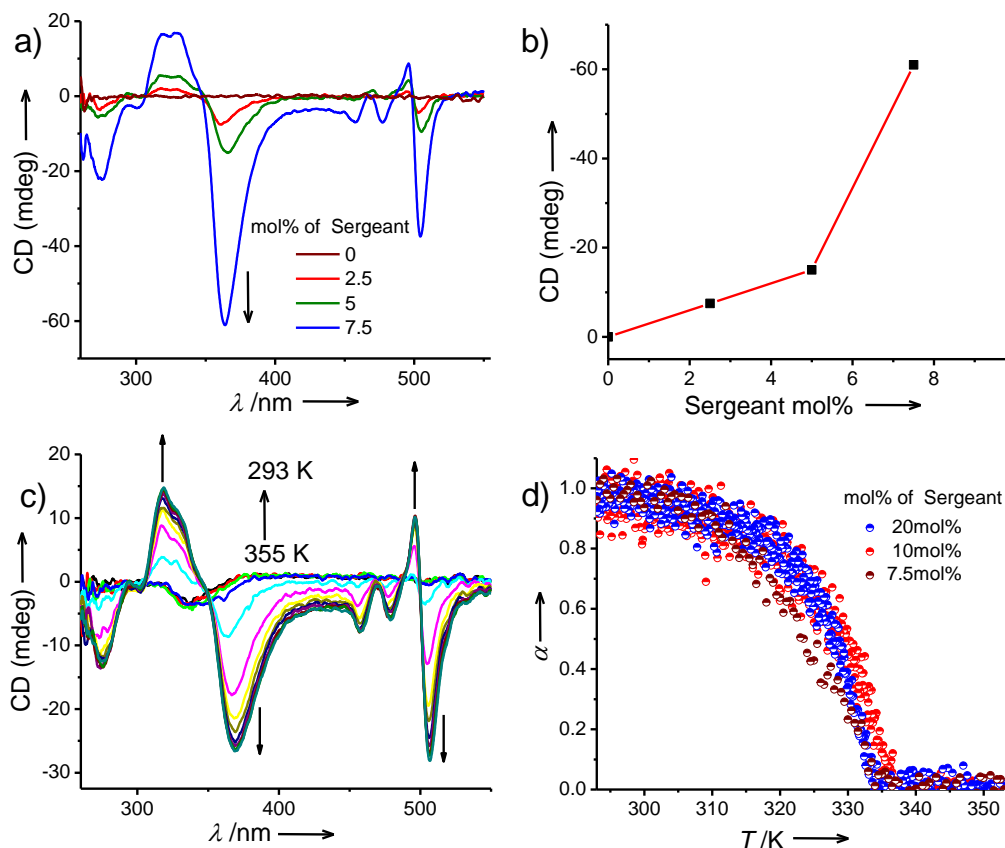 a)
20
0
-20
-40
-60
CD (mdeg)
mol% of Sergeant
0
2.5
5
7.5
300
400
500
λ /nm
b)
-60
-40
-20
0
CD (mdeg)
0
2
4
6
8
Sergeant mol%
c)
20
10
0
-10
-20
-30
CD (mdeg)
293 K
355 K
300
400
500
λ /nm
d)
1.0
0.8
0.6
0.4
0.2
0.0
α
mol% of Sergeant
20mol%
10mol%
7.5mol%
300
310
320
330
340
350
T /K